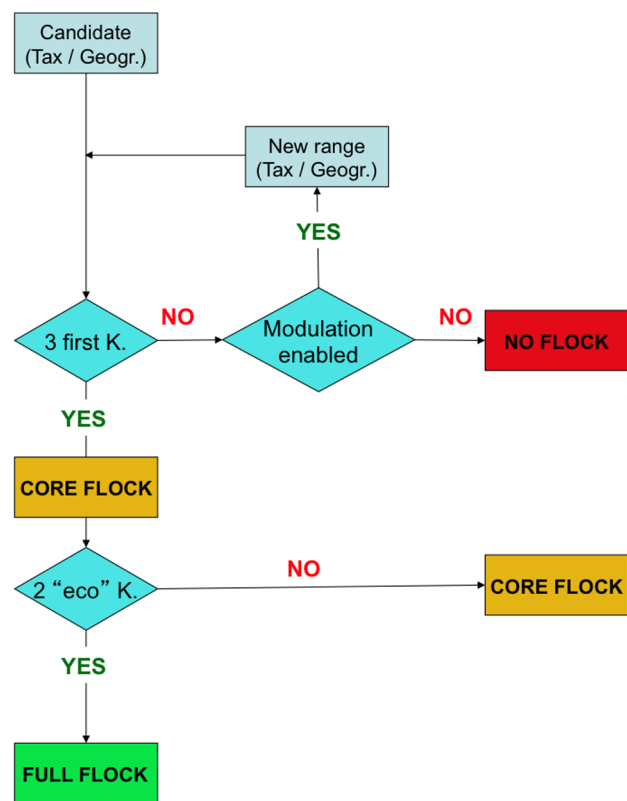 Candidate
(Tax / Geogr.)
New range
(Tax / Geogr.)
YES
3 first K.
NO
Modulation
enabled
NO
NO FLOCK
YES
CORE FLOCK
2 “eco” K.
NO
CORE FLOCK
YES
FULL FLOCK